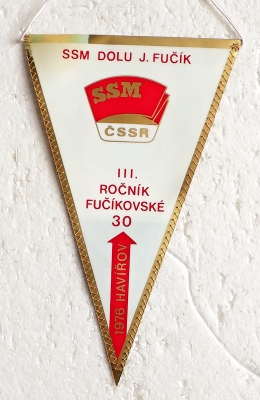 SSM DOLU J. FUČÍK
SSM
ČSSR
III.
ROČNÍK
FUČÍKOVSKÉ
30
1976 HAVÍŘOV